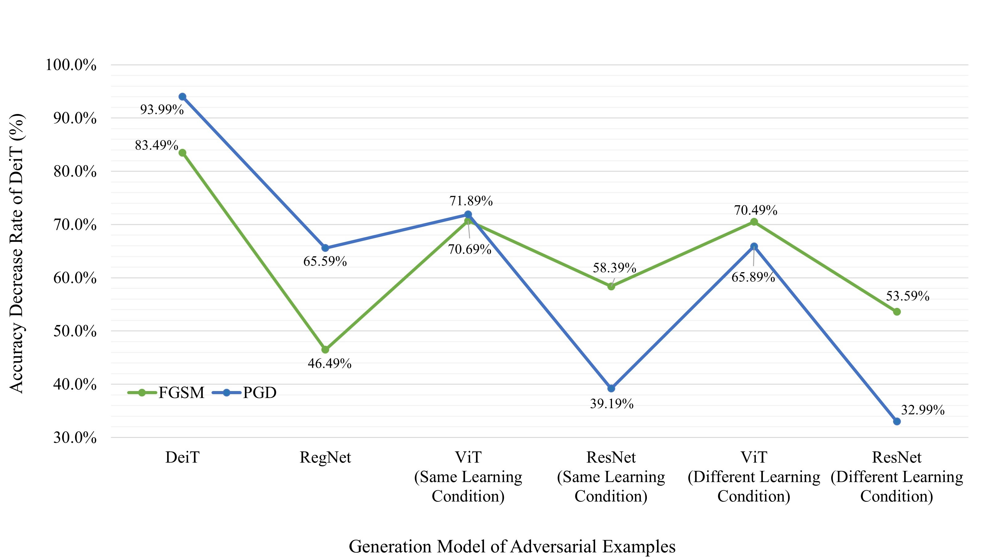 100.0%
90.0%
80.0%
70.0%
60.0%
50.0%
40.0%
30.0%
Accuracy Decrease Rate of DeiT (%)
93.99%
83.49%
65.59%
46.49%
71.89%
70.69%
58.39%
39.19%
70.49%
65.89%
53.59%
32.99%
FGSM
PGD
DeiT
RegNet
ViT
(Same Learning
Condition)
ResNet
(Same Learning
Condition)
ViT
(Different Learning
Condition)
ResNet
(Different Learning
Condition)
Generation Model of Adversarial Examples